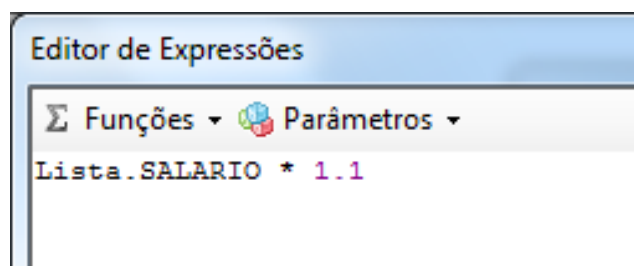 Editor de Expressões
Σ Funções Parâmetros
Lista.SALARIO * 1.1